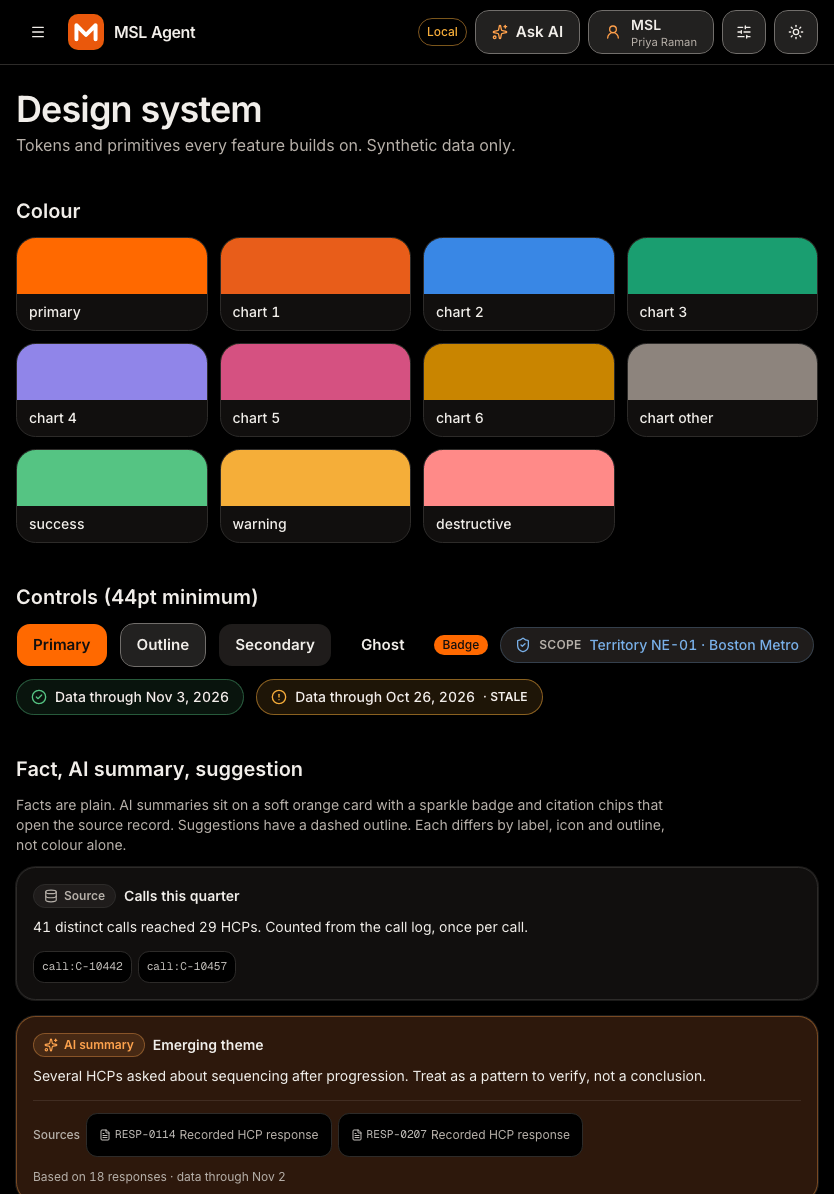 MSL Agent
Local
Ask AI
MSL
Priya Raman
Design system
Tokens and primitives every feature builds on. Synthetic data only.
Colour
primary
chart 1
chart 2
chart 3
chart 4
chart 5
chart 6
chart other
success
warning
destructive
Controls (44pt minimum)
Primary
Outline
Secondary
Ghost
Badge
SCOPE Territory NE-01 · Boston Metro
Data through Nov 3, 2026
Data through Oct 26, 2026 · STALE
Fact, AI summary, suggestion
Facts are plain. AI summaries sit on a soft orange card with a sparkle badge and citation chips that
open the source record. Suggestions have a dashed outline. Each differs by label, icon and outline,
not colour alone.
Source Calls this quarter
41 distinct calls reached 29 HCPs. Counted from the call log, once per call.
call:C-10442 call:C-10457
AI summary Emerging theme
Several HCPs asked about sequencing after progression. Treat as a pattern to verify, not a conclusion.
Sources RESP-0114 Recorded HCP response RESP-0207 Recorded HCP response
Based on 18 responses · data through Nov 2